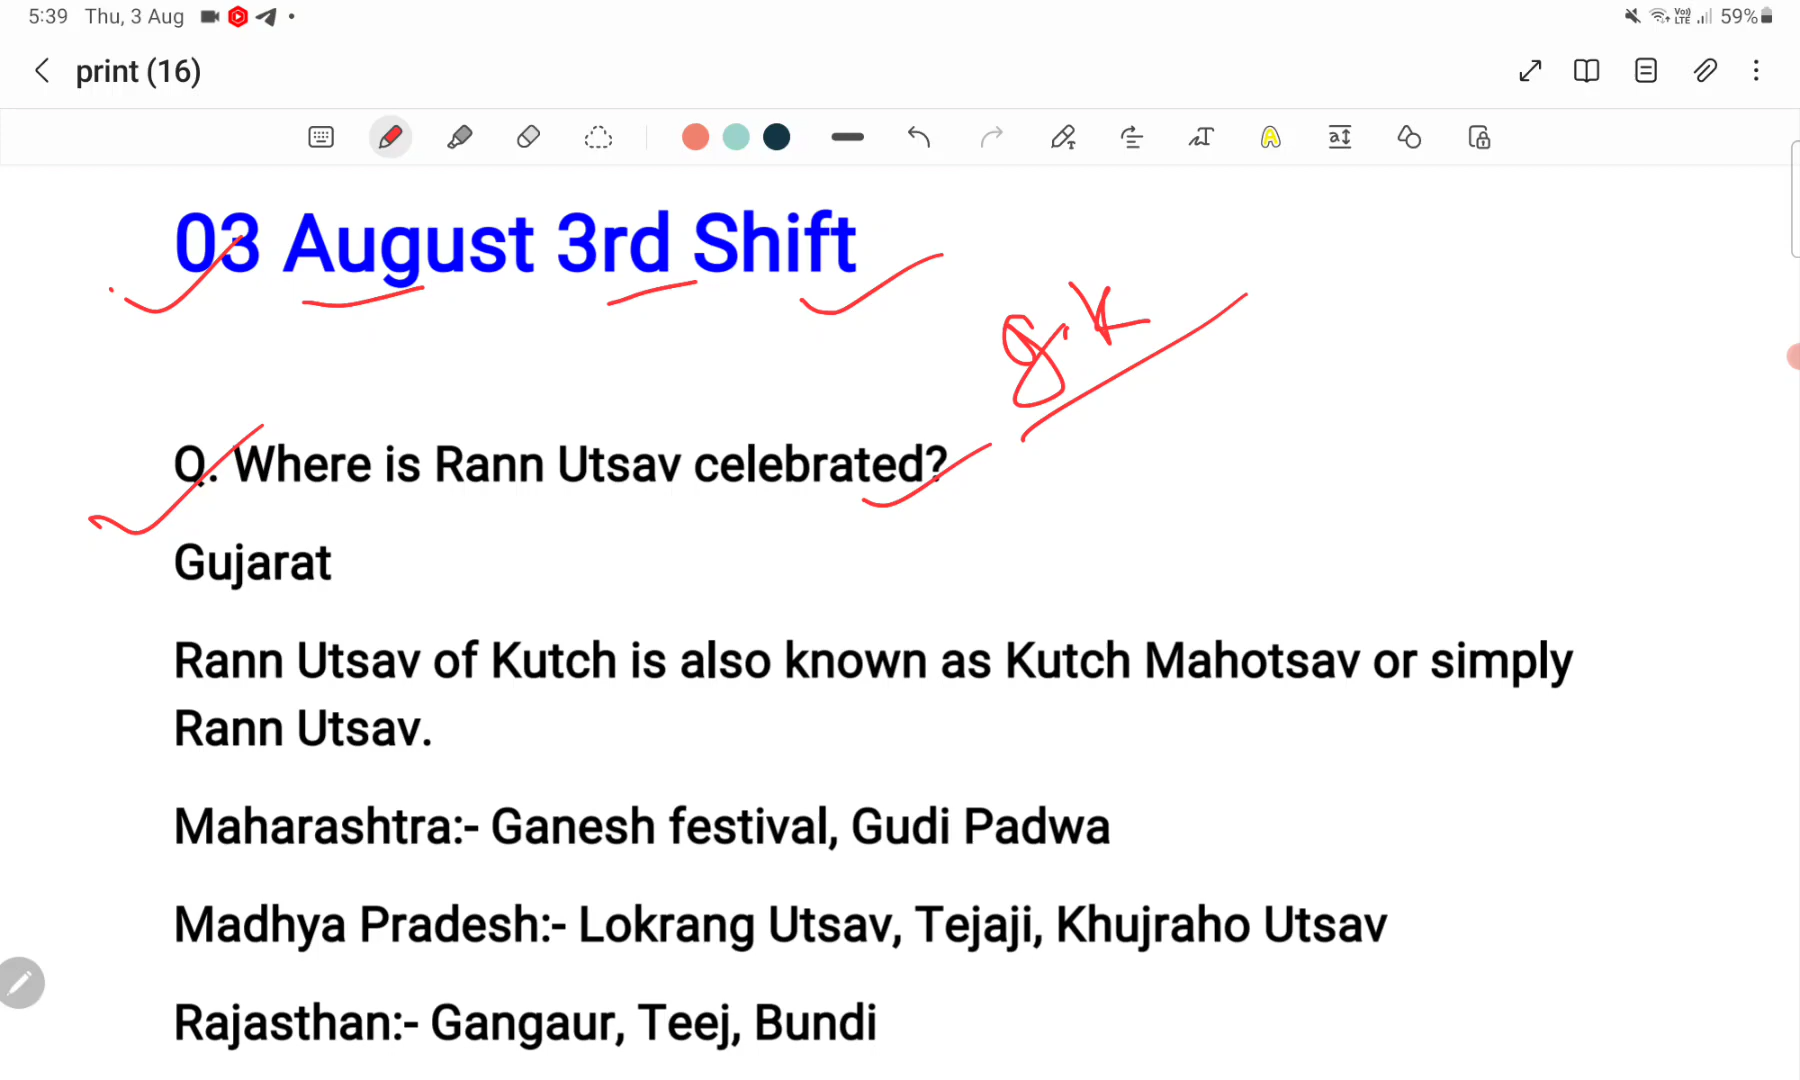 5:39 Thu, 3 Aug
Vo)) LTE 59%
print (16)
03 August 3rd Shift
g.k
Q. Where is Rann Utsav celebrated?
Gujarat
Rann Utsav of Kutch is also known as Kutch Mahotsav or simply
Rann Utsav.
Maharashtra:- Ganesh festival, Gudi Padwa
Madhya Pradesh:- Lokrang Utsav, Tejaji, Khujraho Utsav
Rajasthan:- Gangaur, Teej, Bundi